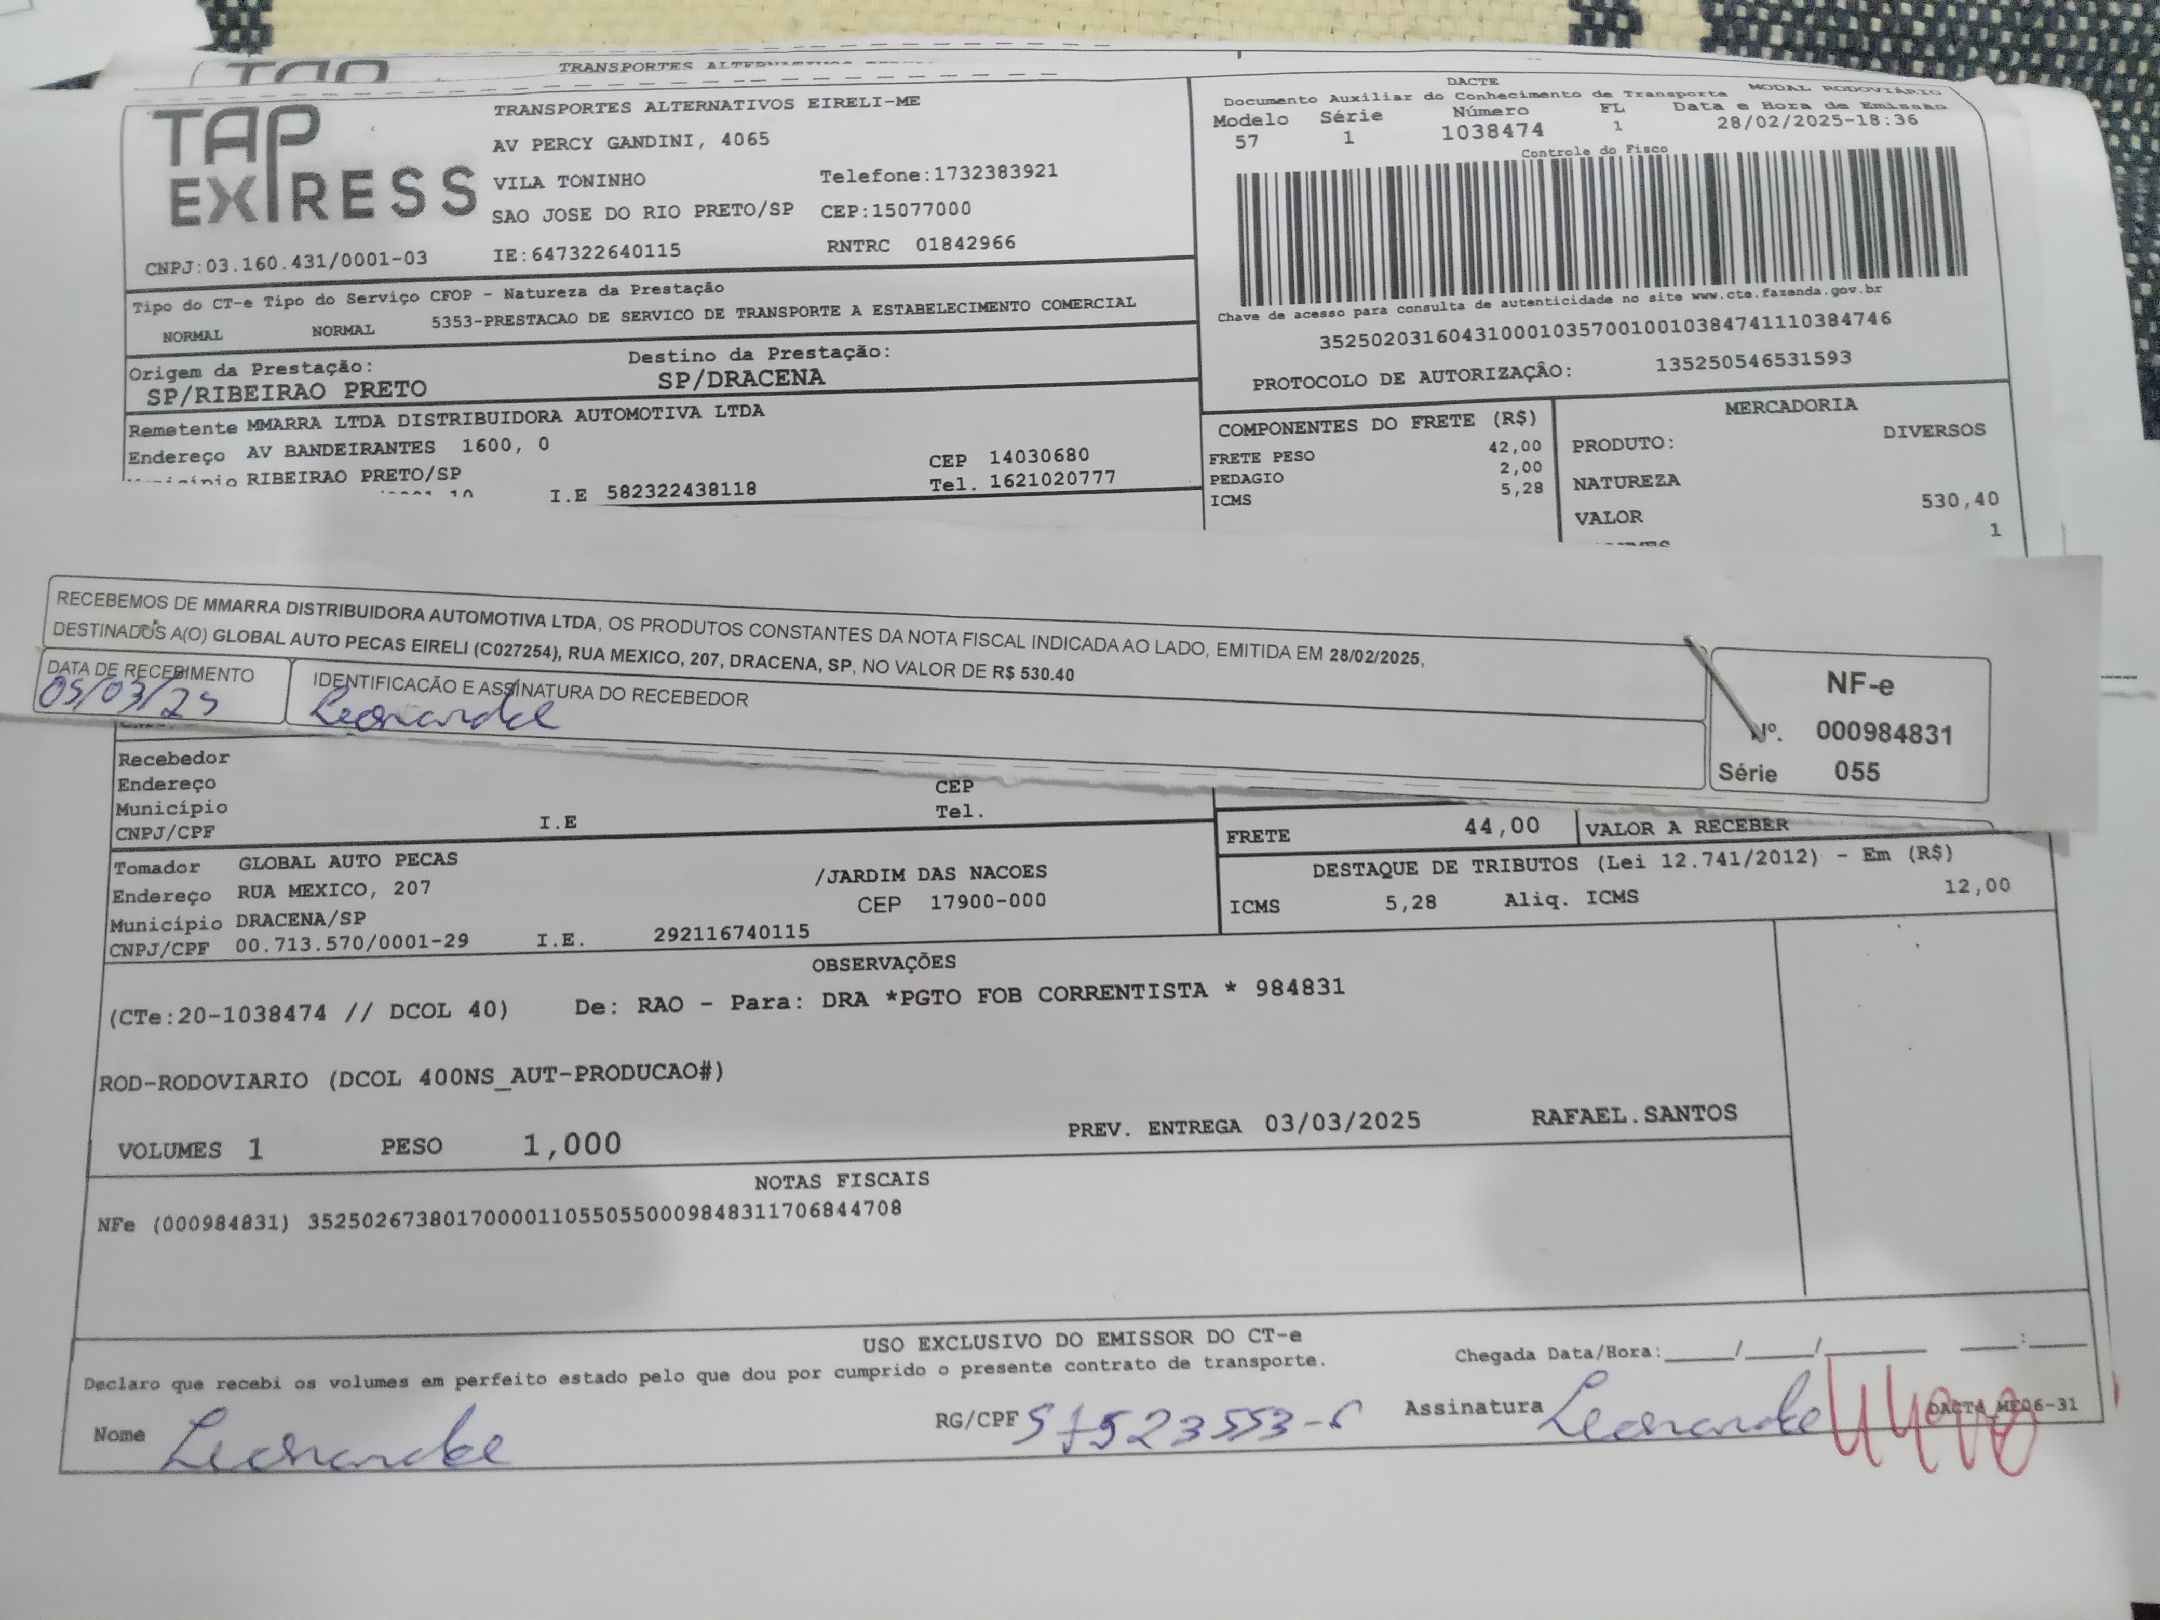 TRANSPORTES
TAP EXPRESS
TRANSPORTES ALTERNATIVOS EIRELI-ME
AV PERCY GANDINI, 4065
VILA TONINHO Telefone:1732383921
SAO JOSE DO RIO PRETO/SP CEP:15077000
CNPJ:03.160.431/0001-03 IE:647322640115 RNTRC 01842966
DACTE MODAL RODOVIÁRIO
Documento Auxiliar do Conhecimento de Transporte
Modelo Série Número FL Data e Hora de Emissao
57 1 1038474 1 28/02/2025-18:36
Controle do Fisco
Chave de acesso para consulta de autenticidade no site www.cte.fazenda.gov.br
35250203160431000103570010010384741110384746
PROTOCOLO DE AUTORIZAÇÃO: 135250546531593
Tipo do CT-e Tipo do Serviço CFOP - Natureza da Prestação
NORMAL NORMAL 5353-PRESTACAO DE SERVICO DE TRANSPORTE A ESTABELECIMENTO COMERCIAL
Origem da Prestação: Destino da Prestação:
SP/RIBEIRAO PRETO SP/DRACENA
Remetente MMARRA LTDA DISTRIBUIDORA AUTOMOTIVA LTDA
Endereço AV BANDEIRANTES 1600, 0
RIBEIRAO PRETO/SP CEP 14030680
I.E 582322438118 Tel. 1621020777
COMPONENTES DO FRETE (R$)
FRETE PESO 42,00
PEDAGIO 2,00
ICMS 5,28
MERCADORIA
PRODUTO: DIVERSOS
NATUREZA
VALOR 530,40
1
RECEBEMOS DE MMARRA DISTRIBUIDORA AUTOMOTIVA LTDA, OS PRODUTOS CONSTANTES DA NOTA FISCAL INDICADA AO LADO, EMITIDA EM 28/02/2025,
DESTINADOS A(O) GLOBAL AUTO PECAS EIRELI (C027254), RUA MEXICO, 207, DRACENA, SP, NO VALOR DE R$ 530.40
DATA DE RECEBIMENTO IDENTIFICAÇÃO E ASSINATURA DO RECEBEDOR
05/03/25
NF-e
Nº. 000984831
Série 055
Recebedor
Endereço CEP
Município Tel.
CNPJ/CPF I.E
FRETE 44,00 VALOR A RECEBER
Tomador GLOBAL AUTO PECAS
Endereço RUA MEXICO, 207 /JARDIM DAS NACOES
Município DRACENA/SP CEP 17900-000
CNPJ/CPF 00.713.570/0001-29 I.E. 292116740115
DESTAQUE DE TRIBUTOS (Lei 12.741/2012) - Em (R$)
ICMS 5,28 Aliq. ICMS 12,00
OBSERVAÇÕES
(CTe:20-1038474 // DCOL 40) De: RAO - Para: DRA *PGTO FOB CORRENTISTA * 984831
ROD-RODOVIARIO (DCOL 400NS_AUT-PRODUCAO#)
VOLUMES 1 PESO 1,000 PREV. ENTREGA 03/03/2025 RAFAEL.SANTOS
NOTAS FISCAIS
NFe (000984831) 35250267380170000110550550009848311706844708
USO EXCLUSIVO DO EMISSOR DO CT-e
Declaro que recebi os volumes em perfeito estado pelo que dou por cumprido o presente contrato de transporte.
Chegada Data/Hora:____/____/______ ____:____
Nome RG/CPF Assinatura